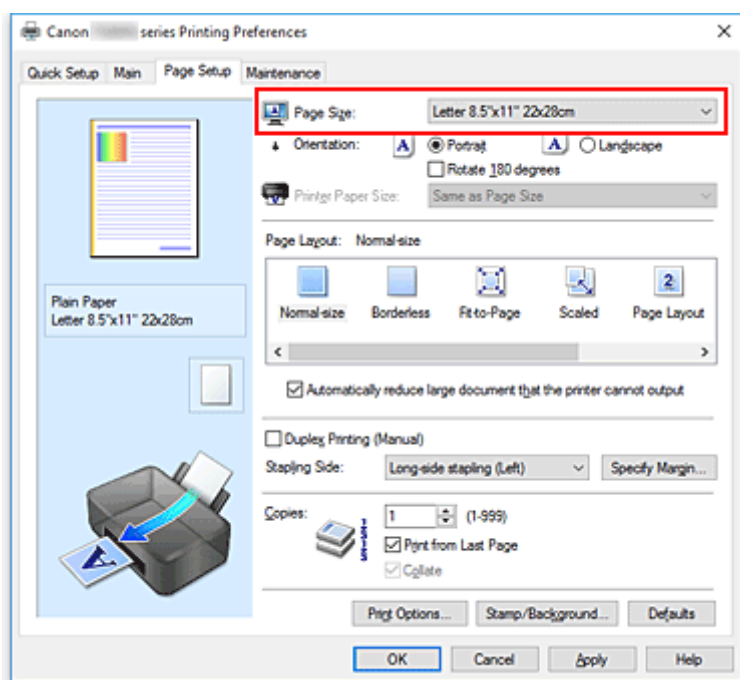 Canon series Printing Preferences
Quick Setup Main Page Setup Maintenance
Page Size: Letter 8.5"x11" 22x28cm
Orientation: A Portrait A Landscape
Rotate 180 degrees
Printer Paper Size: Same as Page Size
Page Layout: Normal-size
2
Normal-size Borderless Fit-to-Page Scaled Page Layout
Plain Paper
Letter 8.5"x11" 22x28cm
Automatically reduce large document that the printer cannot output
Duplex Printing (Manual)
Stapling Side: Long-side stapling (Left) Specify Margin...
Copies: 1 (1-999)
Print from Last Page
Collate
A
Print Options... Stamp/Background... Defaults
OK Cancel Apply Help